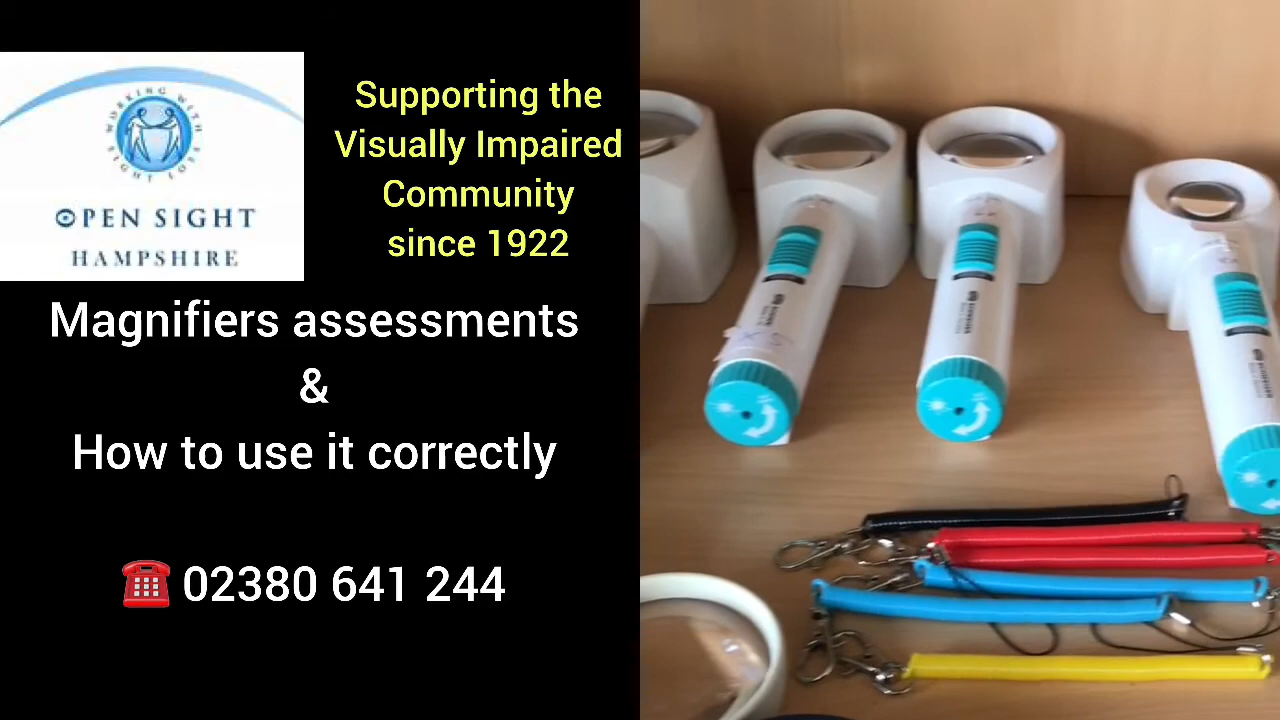 WORKING WITH
SIGHT LOSS
OPEN SIGHT
HAMPSHIRE
Supporting the
Visually Impaired
Community
since 1922
Magnifiers assessments
&
How to use it correctly
☎️ 02380 641 244